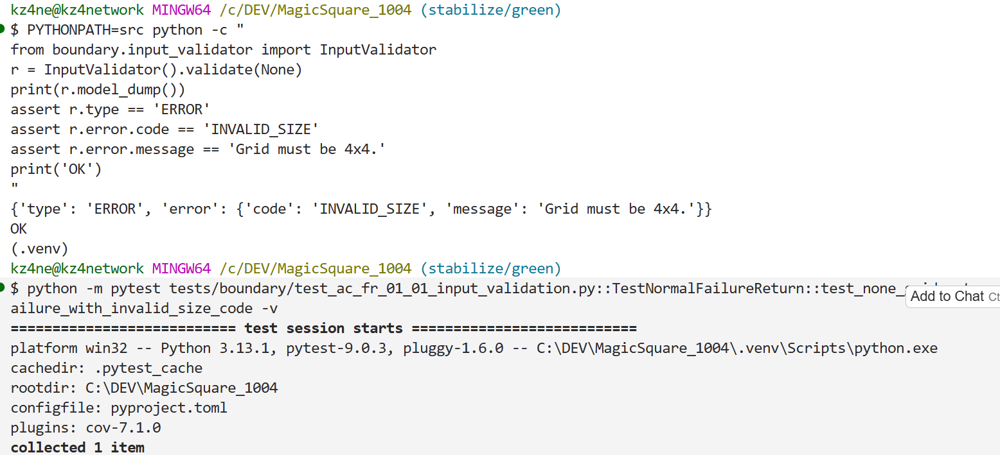 kz4ne@kz4network MINGW64 /c/DEV/MagicSquare_1004 (stabilize/green)
$ PYTHONPATH=src python -c "
from boundary.input_validator import InputValidator
r = InputValidator().validate(None)
print(r.model_dump())
assert r.type == 'ERROR'
assert r.error.code == 'INVALID_SIZE'
assert r.error.message == 'Grid must be 4x4.'
print('OK')
"
{'type': 'ERROR', 'error': {'code': 'INVALID_SIZE', 'message': 'Grid must be 4x4.'}}
OK
(.venv)
kz4ne@kz4network MINGW64 /c/DEV/MagicSquare_1004 (stabilize/green)
$ python -m pytest tests/boundary/test_ac_fr_01_01_input_validation.py::TestNormalFailureReturn::test_none_
Add to Chat
ailure_with_invalid_size_code -v
=========================== test session starts ===========================
platform win32 -- Python 3.13.1, pytest-9.0.3, pluggy-1.6.0 -- C:\DEV\MagicSquare_1004\.venv\Scripts\python.exe
cachedir: .pytest_cache
rootdir: C:\DEV\MagicSquare_1004
configfile: pyproject.toml
plugins: cov-7.1.0
collected 1 item